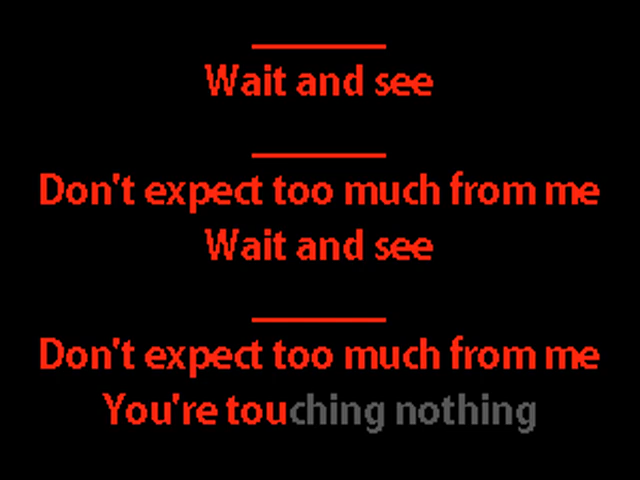 Wait and see
Don't expect too much from me
Wait and see
Don't expect too much from me
You're touching nothing